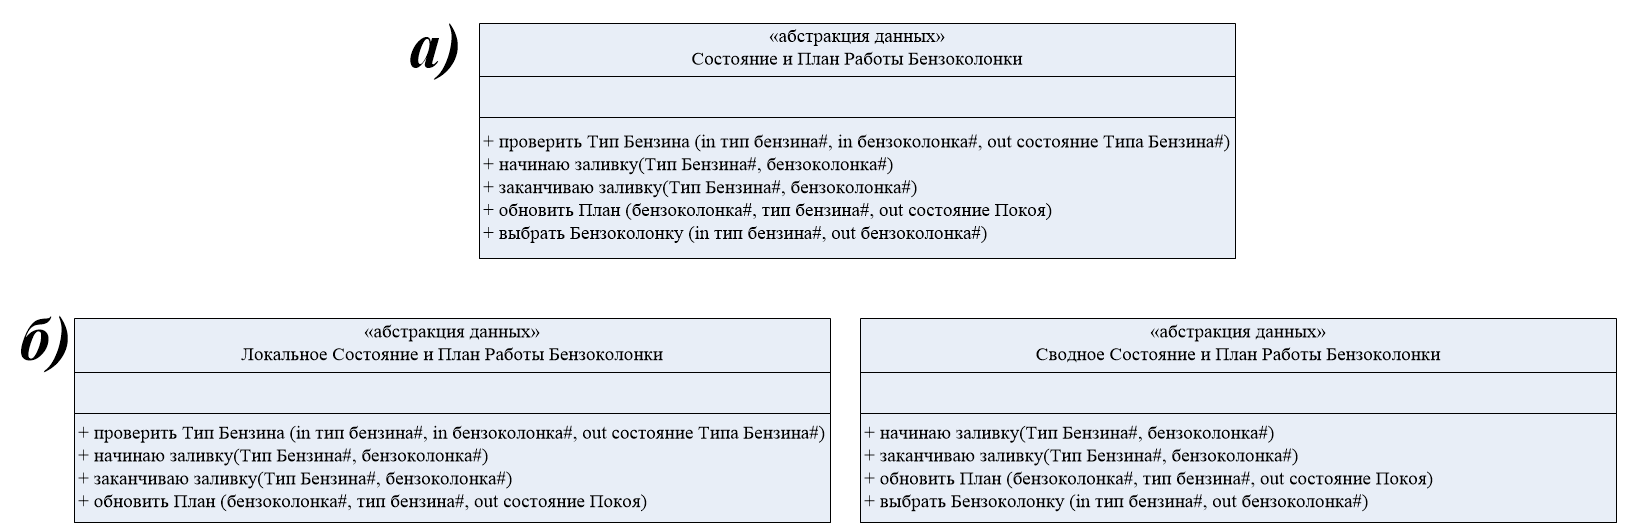 а)
«абстракция данных»
Состояние и План Работы Бензоколонки
+ проверить Тип Бензина (in тип бензина#, in бензоколонка#, out состояние Типа Бензина#)
+ начинаю заливку(Тип Бензина#, бензоколонка#)
+ заканчиваю заливку(Тип Бензина#, бензоколонка#)
+ обновить План (бензоколонка#, тип бензина#, out состояние Покоя)
+ выбрать Бензоколонку (in тип бензина#, out бензоколонка#)
б)
«абстракция данных»
Локальное Состояние и План Работы Бензоколонки
+ проверить Тип Бензина (in тип бензина#, in бензоколонка#, out состояние Типа Бензина#)
+ начинаю заливку(Тип Бензина#, бензоколонка#)
+ заканчиваю заливку(Тип Бензина#, бензоколонка#)
+ обновить План (бензоколонка#, тип бензина#, out состояние Покоя)
«абстракция данных»
Сводное Состояние и План Работы Бензоколонки
+ начинаю заливку(Тип Бензина#, бензоколонка#)
+ заканчиваю заливку(Тип Бензина#, бензоколонка#)
+ обновить План (бензоколонка#, тип бензина#, out состояние Покоя)
+ выбрать Бензоколонку (in тип бензина#, out бензоколонка#)